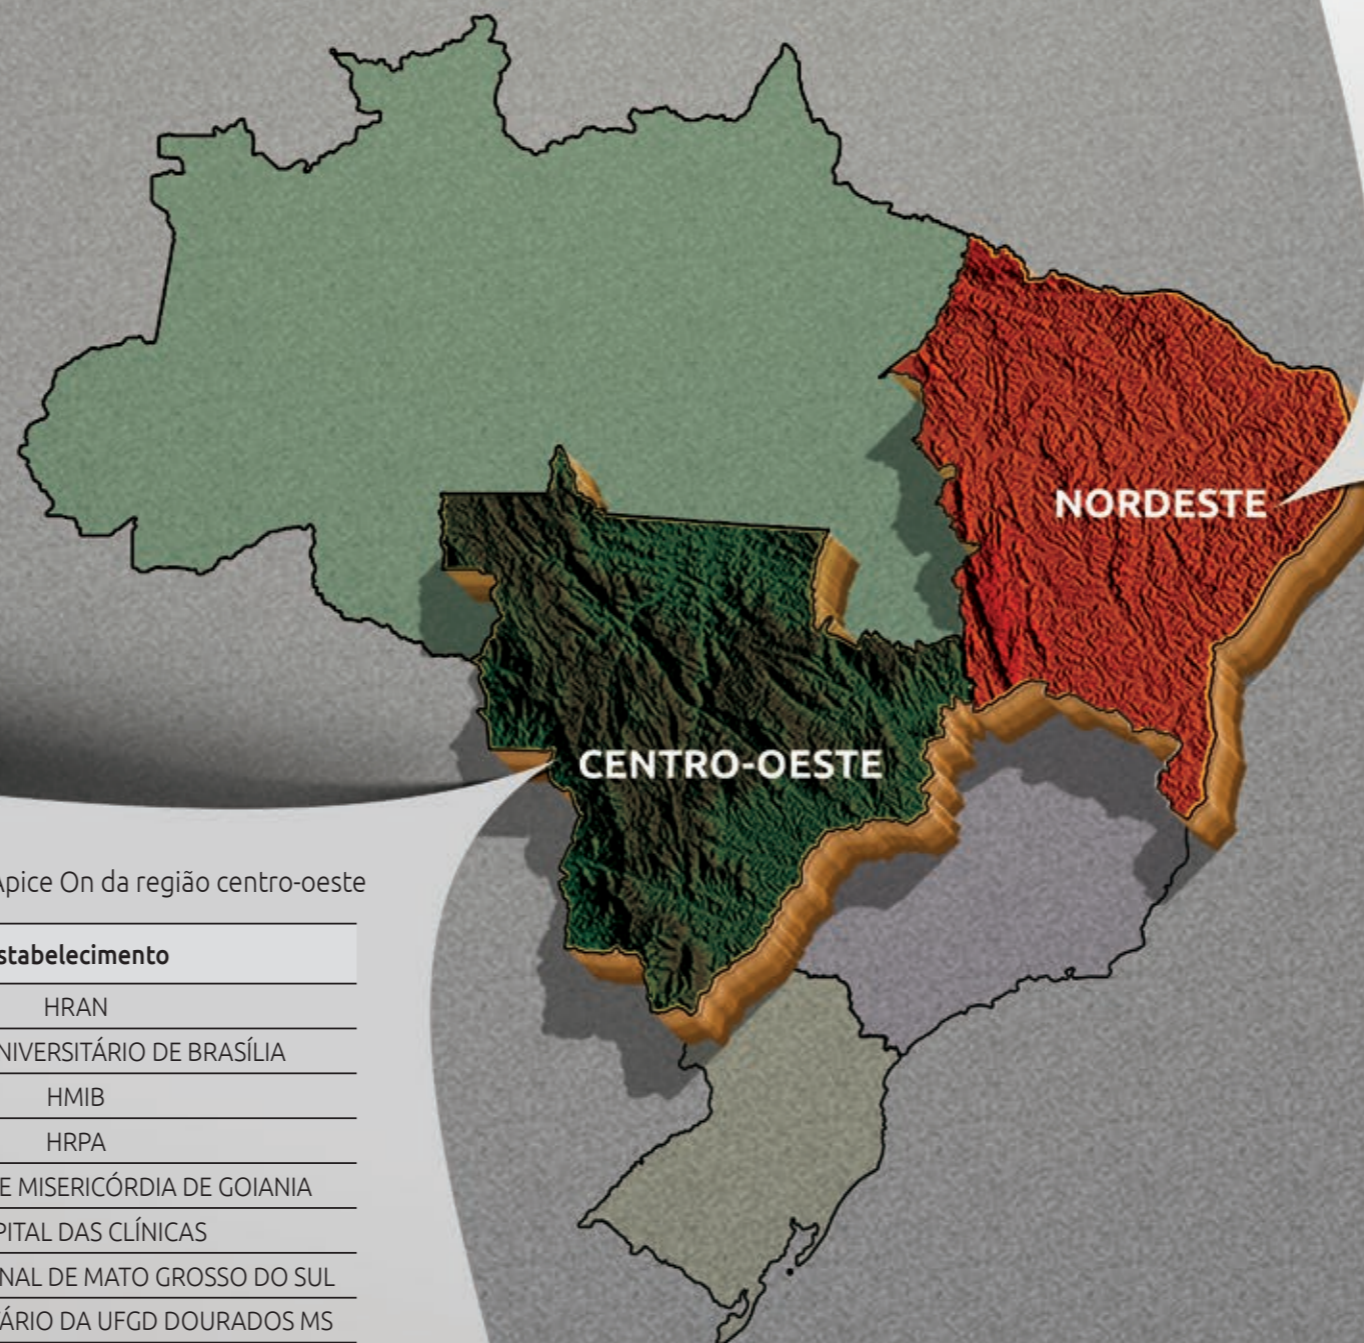 NORDESTE
CENTRO-OESTE
Apice On da região centro-oeste
stabelecimento
HRAN
NIVERSITÁRIO DE BRASÍLIA
HMIB
HRPA
E MISERICÓRDIA DE GOIANIA
PITAL DAS CLÍNICAS
NAL DE MATO GROSSO DO SUL
ÁRIO DA UFGD DOURADOS MS